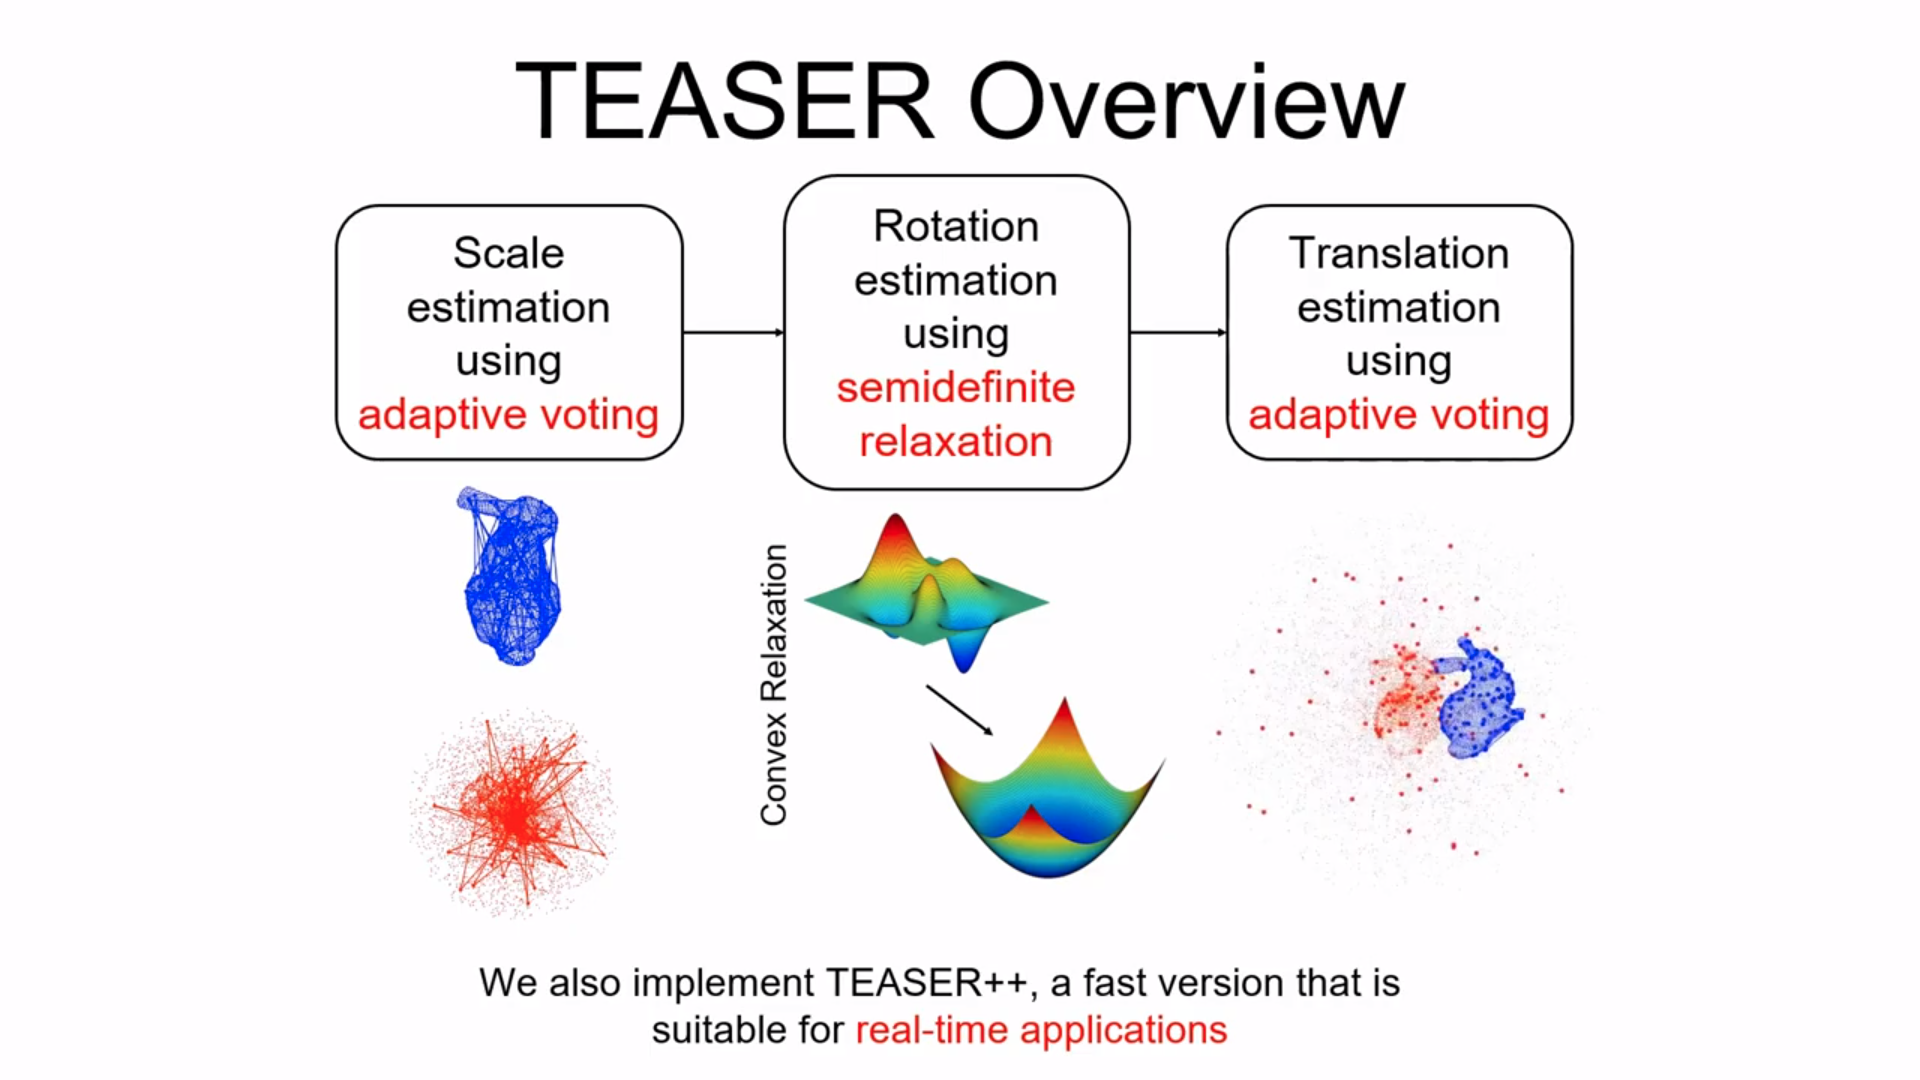 TEASER Overview
Scale
estimation
using
adaptive voting
Rotation
estimation
using
semidefinite
relaxation
Translation
estimation
using
adaptive voting
Convex Relaxation
We also implement TEASER++, a fast version that is
suitable for real-time applications